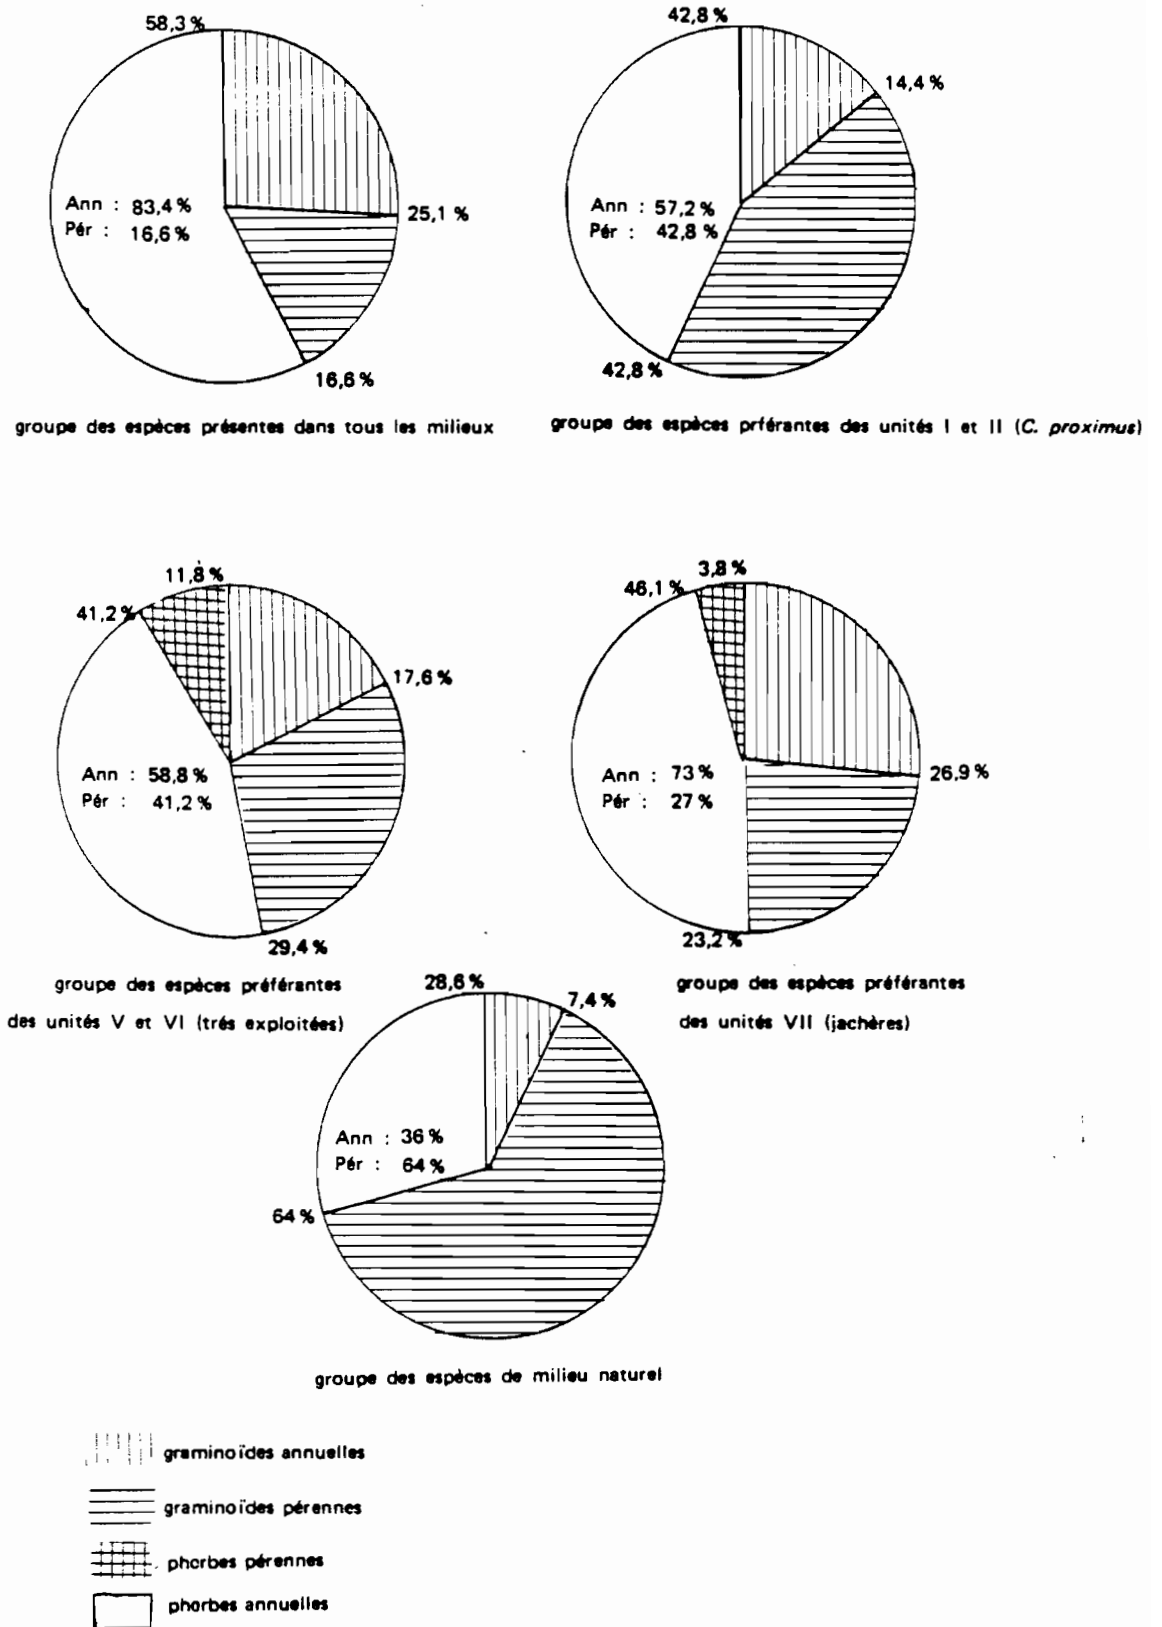 58,3 %
25,1 %
Ann : 83,4 %
Pér : 16,6 %
16,6 %
groupe des espèces présentes dans tous les milieux
42,8 %
14,4 %
Ann : 57,2 %
Pér : 42,8 %
42,8 %
groupe des espèces prférantes des unités I et II (C. proximus)
11,8 %
41,2 %
17,6 %
Ann : 58,8 %
Pér : 41,2 %
29,4 %
groupe des espèces préférantes
des unités V et VI (trés exploitées)
3,8 %
46,1 %
26,9 %
Ann : 73 %
Pér : 27 %
23,2 %
groupe des espèces préférantes
des unités VII (jachères)
28,6 %
7,4 %
Ann : 36 %
Pér : 64 %
64 %
groupe des espèces de milieu naturel
graminoïdes annuelles
graminoïdes pérennes
phorbes pérennes
phorbes annuelles